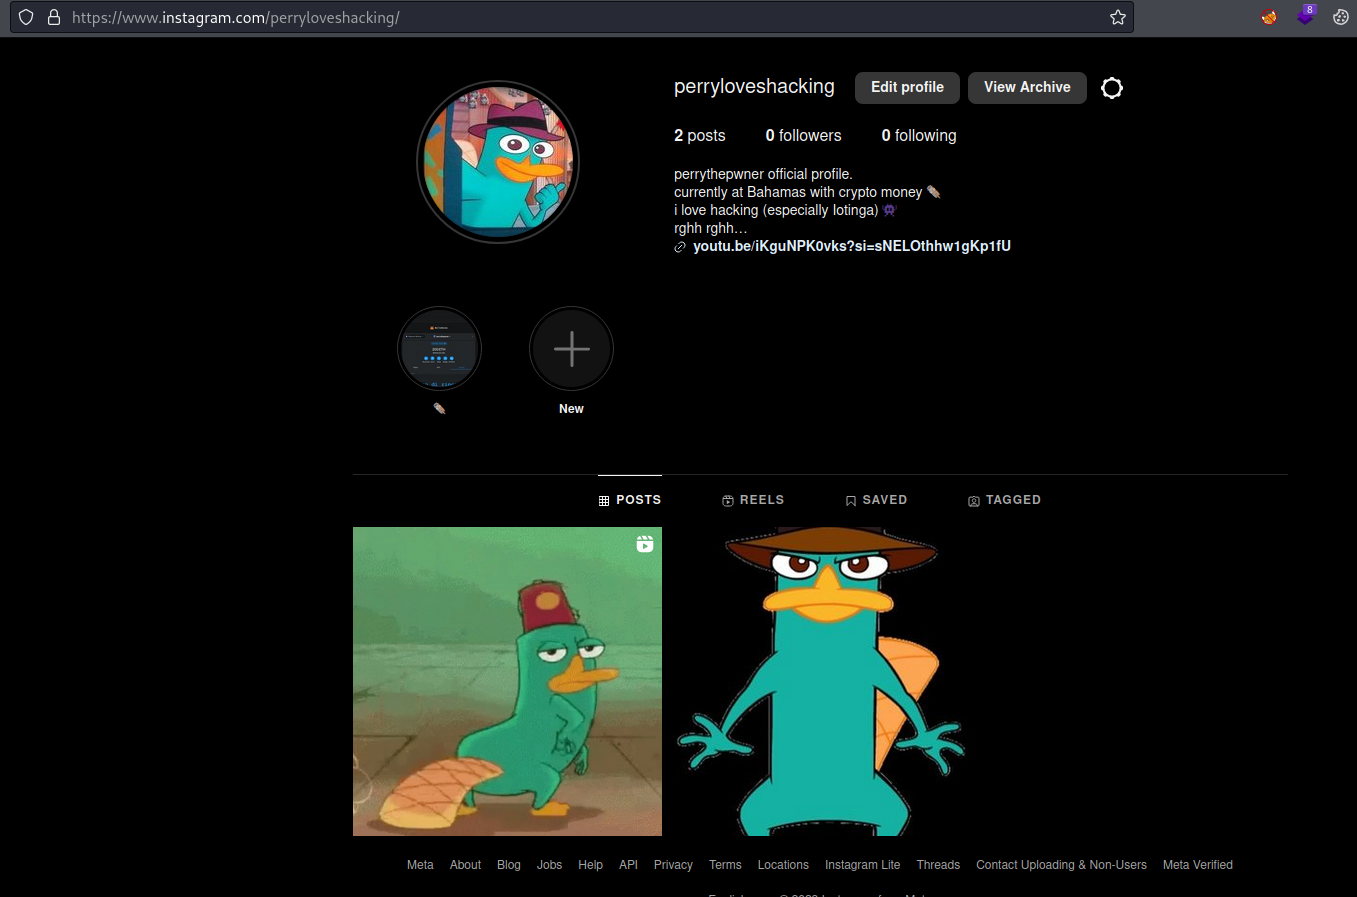 https://www.instagram.com/perryloveshacking/
8
perryloveshacking Edit profile View Archive
2 posts 0 followers 0 following
perrythepwner official profile.
currently at Bahamas with crypto money 🪶
i love hacking (especially lotinga) 👾
rghh rghh...
youtu.be/iKguNPK0vks?si=sNELOthhw1gKp1fU
New
POSTS REELS SAVED TAGGED
Meta About Blog Jobs Help API Privacy Terms Locations Instagram Lite Threads Contact Uploading & Non-Users Meta Verified